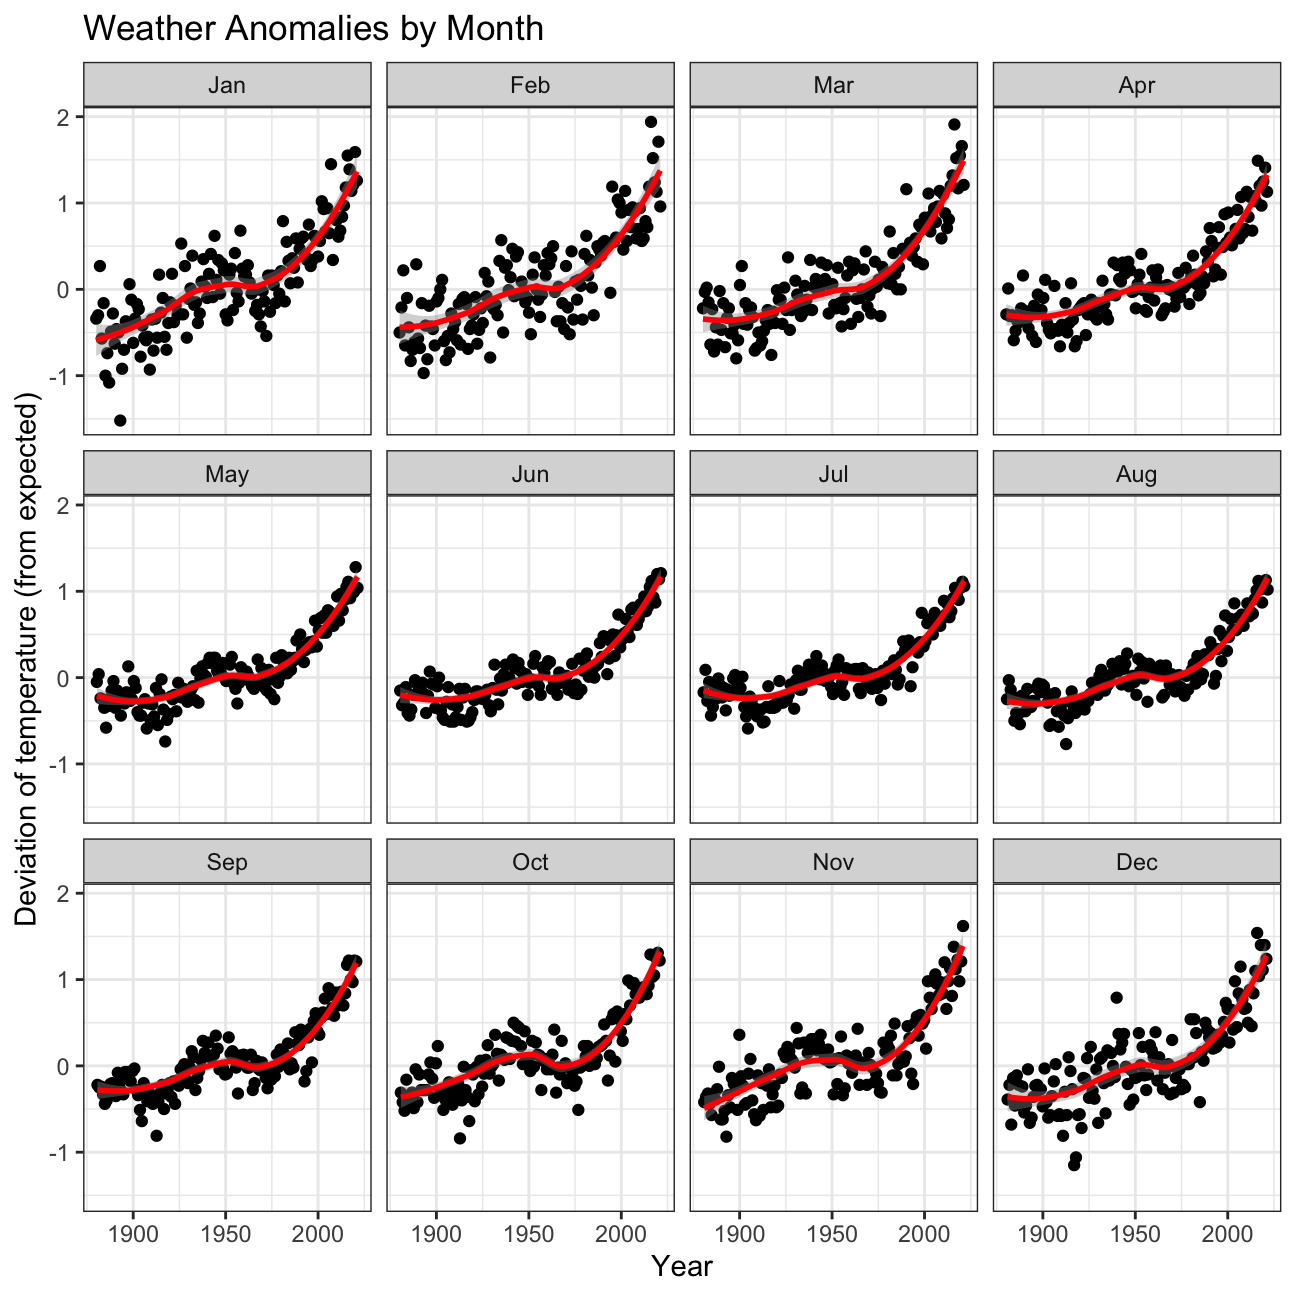 Weather Anomalies by Month
Jan Feb Mar Apr
2
1
0
-1
May Jun Jul Aug
2
1
0
-1
Sep Oct Nov Dec
2
1
0
-1
1900 1950 2000 1900 1950 2000 1900 1950 2000 1900 1950 2000
Year
Deviation of temperature (from expected)